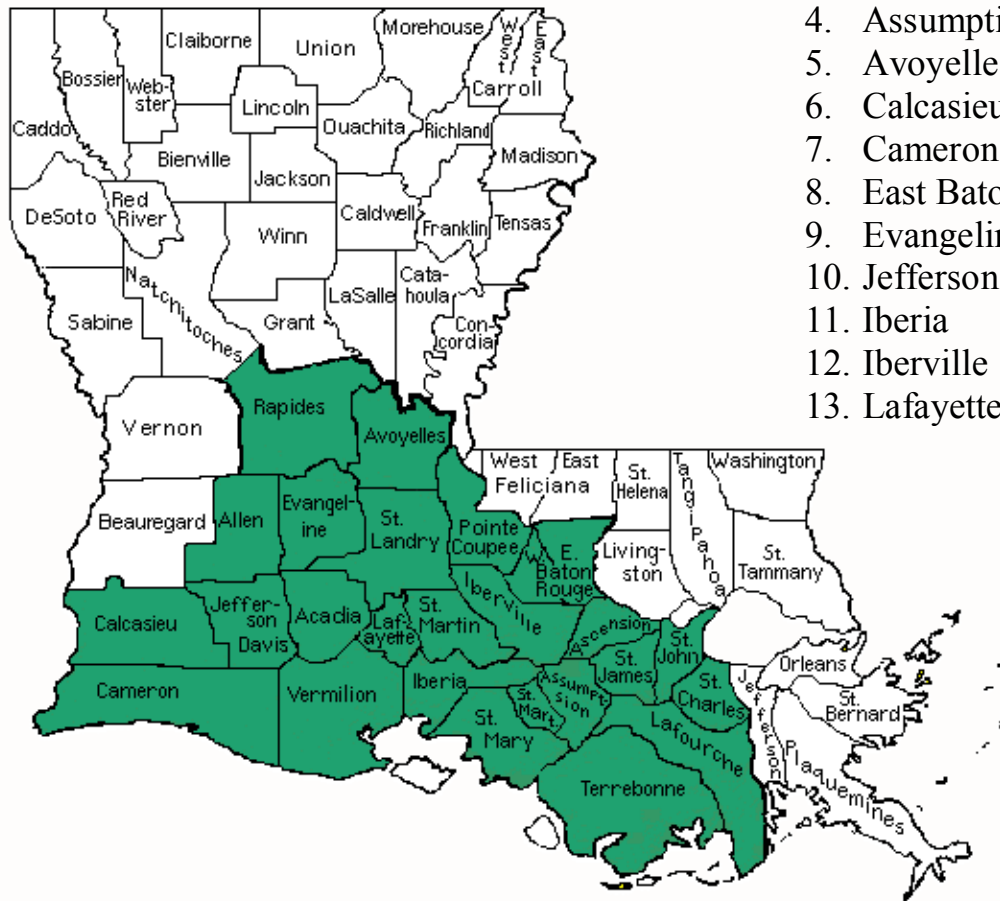 4. Assumpti
5. Avoyelle
6. Calcasieu
7. Cameron
8. East Bato
9. Evangelin
10. Jefferson
11. Iberia
12. Iberville
13. Lafayette
Caddo
Bossier
Web-
ster
Claiborne
Union
Morehouse
West
East
Carroll
Lincoln
Ouachita
Richland
Madison
Bienville
Jackson
DeSoto
Red
River
Winn
Caldwell
Franklin
Tensas
Natchitoches
Sabine
Grant
LaSalle
Cata-
houla
Con-
cordia
Vernon
Rapides
Avoyelles
Beauregard
Allen
Evangel-
ine
St.
Landry
Pointe
Coupee
West
East
Feliciana
St.
Helena
Tangipahoa
Washington
W.
E.
Baton
Rouge
Living-
ston
St.
Tammany
Calcasieu
Jeffer-
son
Davis
Acadia
Laf-
ayette
St.
Martin
Iberville
Ascension
St.
James
St.
John
St.
Charles
Cameron
Vermilion
Iberia
St.
Mart.
Assumpt.
sion
St.
Mary
Lafourche
Terrebonne
Jefferson
Orleans
St.
Bernard
Plaquemines